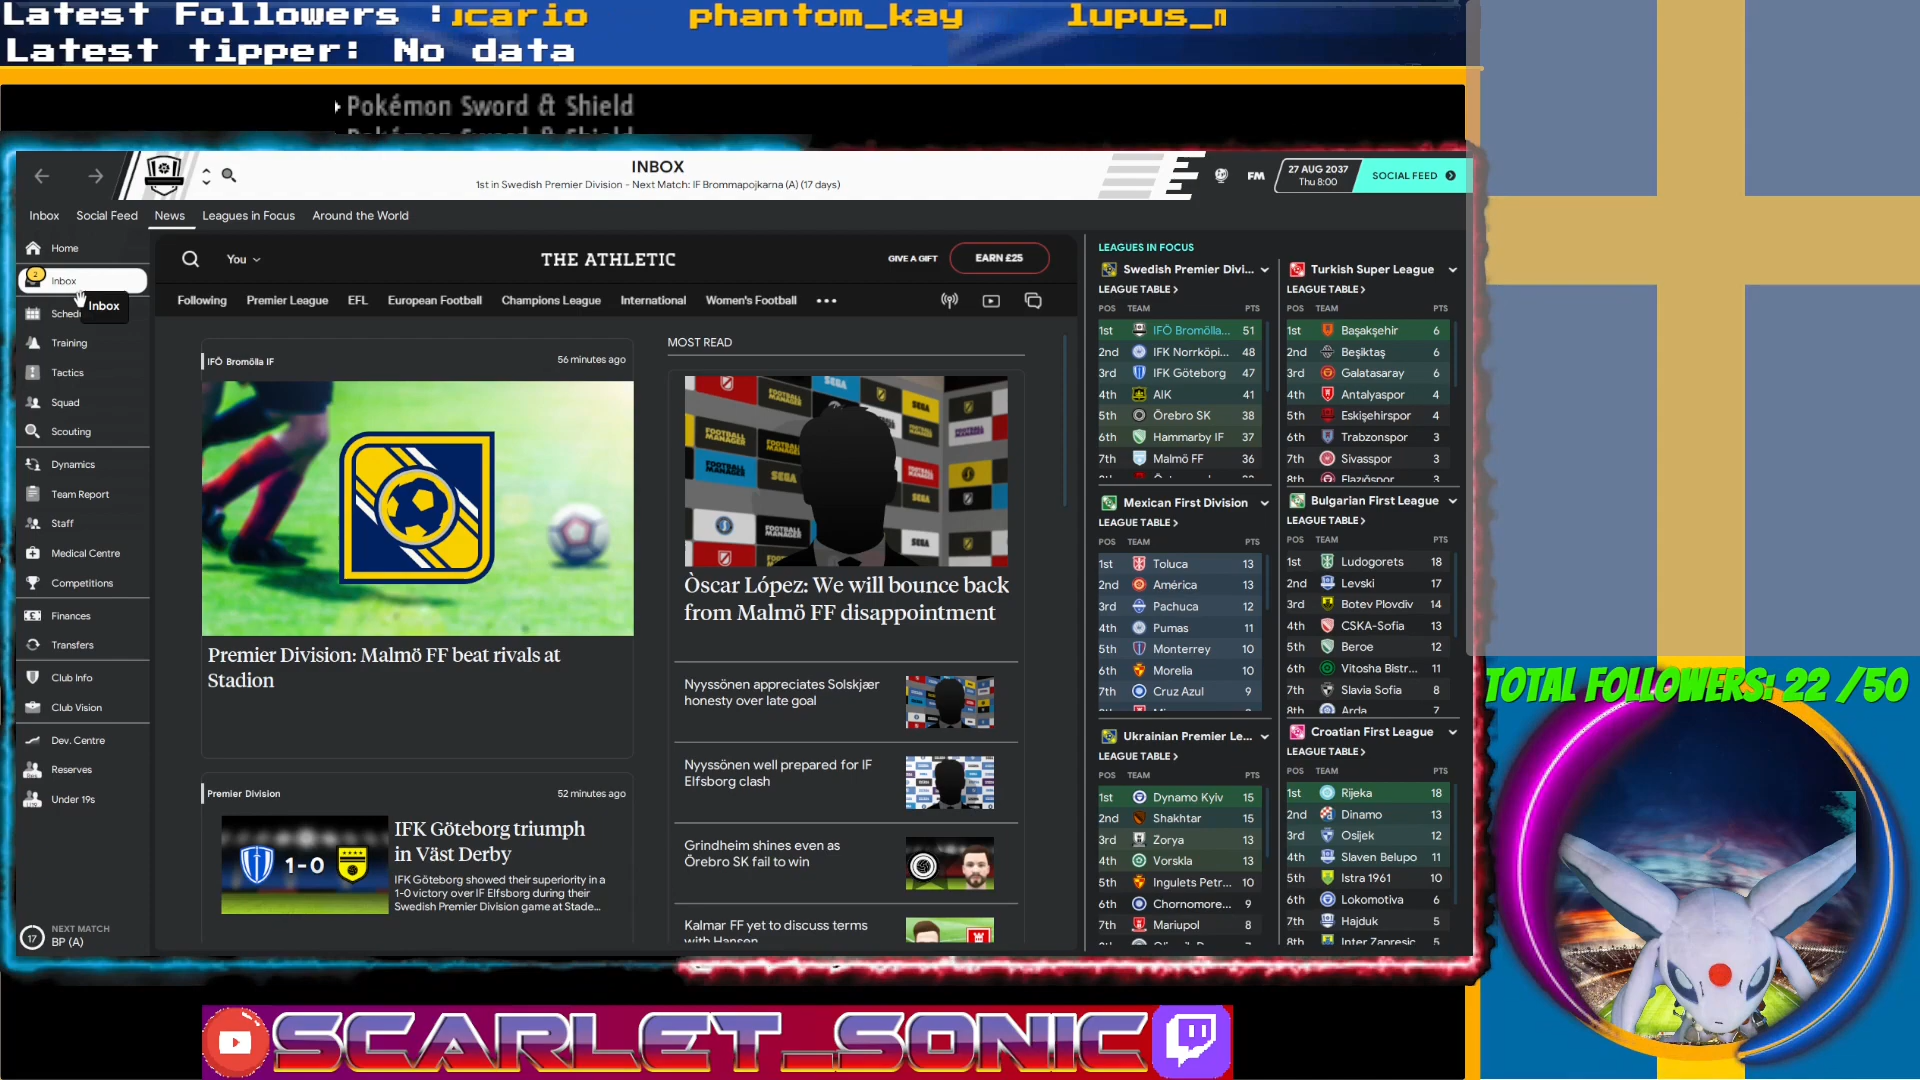 Latest Followers : phantom_kay
Latest tipper: No data
Pokémon Sword & Shield
INBOX
1st in Swedish Premier Division - Next Match: IF Brommapojkarna (A) (17 days)
FM
27 AUG 2037
Thu 8:00
SOCIAL FEED
Inbox Social Feed News Leagues in Focus Around the World
Home
2
Inbox
Inbox
Training
Tactics
Squad
Scouting
Dynamics
Team Report
Staff
Medical Centre
Competitions
Finances
Transfers
Club Info
Club Vision
Dev. Centre
Reserves
Under 19s
17
NEXT MATCH
BP (A)
You
THE ATHLETIC
GIVE A GIFT
EARN £25
Following Premier League EFL European Football Champions League International Women's Football
IFÖ Bromölla IF 56 minutes ago
Premier Division: Malmö FF beat rivals at
Stadion
Premier Division 52 minutes ago
1-0
IFK Göteborg triumph
in Väst Derby
IFK Göteborg showed their superiority in a
1-0 victory over IF Elfsborg during their
Swedish Premier Division game at Stade...
MOST READ
Òscar López: We will bounce back
from Malmö FF disappointment
Nyyssönen appreciates Solskjær
honesty over late goal
Nyyssönen well prepared for IF
Elfsborg clash
Grindheim shines even as
Örebro SK fail to win
Kalmar FF yet to discuss terms
with Hansen
LEAGUES IN FOCUS
Swedish Premier Divi...
LEAGUE TABLE >
POS TEAM PTS
1st IFÖ Bromölla... 51
2nd IFK Norrköpi... 48
3rd IFK Göteborg 47
4th AIK 41
5th Örebro SK 38
6th Hammarby IF 37
7th Malmö FF 36
Turkish Super League
LEAGUE TABLE >
POS TEAM PTS
1st Başakşehir 6
2nd Beşiktaş 6
3rd Galatasaray 6
4th Antalyaspor 4
5th Eskişehirspor 4
6th Trabzonspor 3
7th Sivasspor 3
8th Elazığspor 3
Mexican First Division
LEAGUE TABLE >
POS TEAM PTS
1st Toluca 13
2nd América 13
3rd Pachuca 12
4th Pumas 11
5th Monterrey 10
6th Morelia 10
7th Cruz Azul 9
Bulgarian First League
LEAGUE TABLE >
POS TEAM PTS
1st Ludogorets 18
2nd Levski 17
3rd Botev Plovdiv 14
4th CSKA-Sofia 13
5th Beroe 12
6th Vitosha Bistr... 11
7th Slavia Sofia 8
8th Arda 7
Ukrainian Premier Le...
LEAGUE TABLE >
POS TEAM PTS
1st Dynamo Kyiv 15
2nd Shakhtar 15
3rd Zorya 13
4th Vorskla 13
5th Ingulets Petr... 10
6th Chornomore... 9
7th Mariupol 8
Croatian First League
LEAGUE TABLE >
POS TEAM PTS
1st Rijeka 18
2nd Dinamo 13
3rd Osijek 12
4th Slaven Belupo 11
5th Istra 1961 10
6th Lokomotiva 6
7th Hajduk 5
8th Inter Zapresic 5
TOTAL FOLLOWERS: 22 /50
SCARLET_SONIC